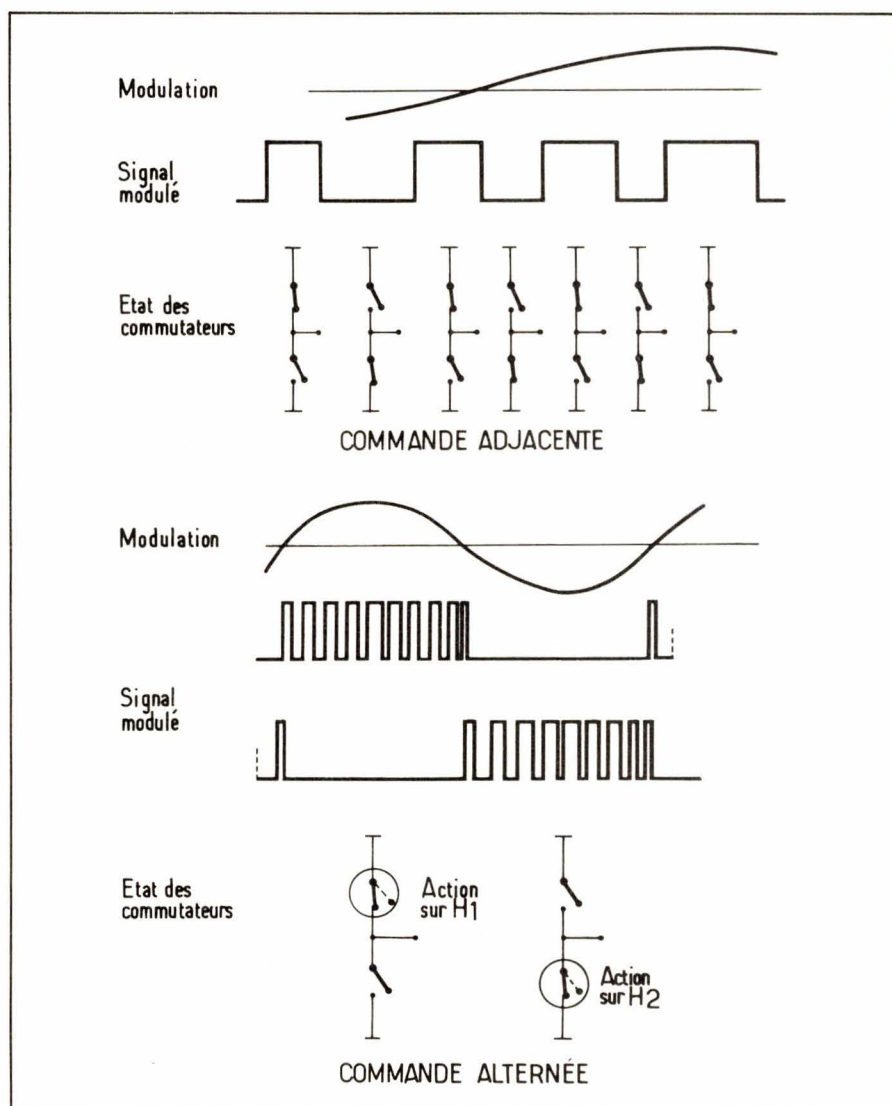 Modulation
Signal
modulé
Etat des
commutateurs
COMMANDE ADJACENTE
Modulation
Signal
modulé
Etat des
commutateurs
Action
sur H1
Action
sur H2
COMMANDE ALTERNÉE